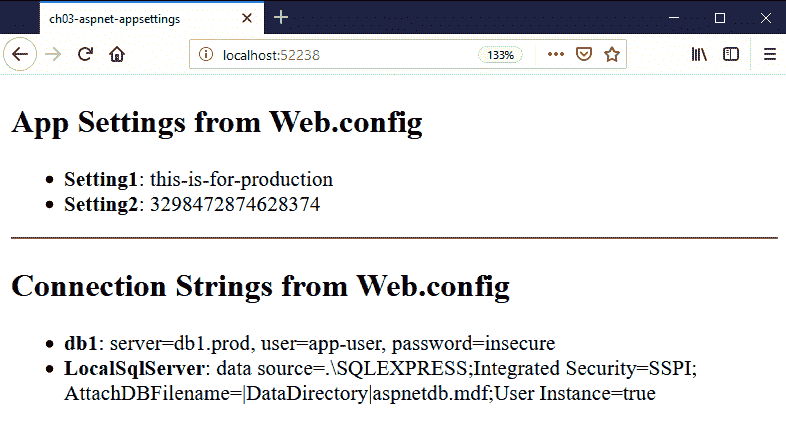 ch03-aspnet-appsettings
localhost:52238
133%
App Settings from Web.config
Setting1: this-is-for-production
Setting2: 3298472874628374
Connection Strings from Web.config
db1: server=db1.prod, user=app-user, password=insecure
LocalSqlServer: data source=.\SQLEXPRESS;Integrated Security=SSPI;
AttachDBFilename=|DataDirectory|aspnetdb.mdf;User Instance=true